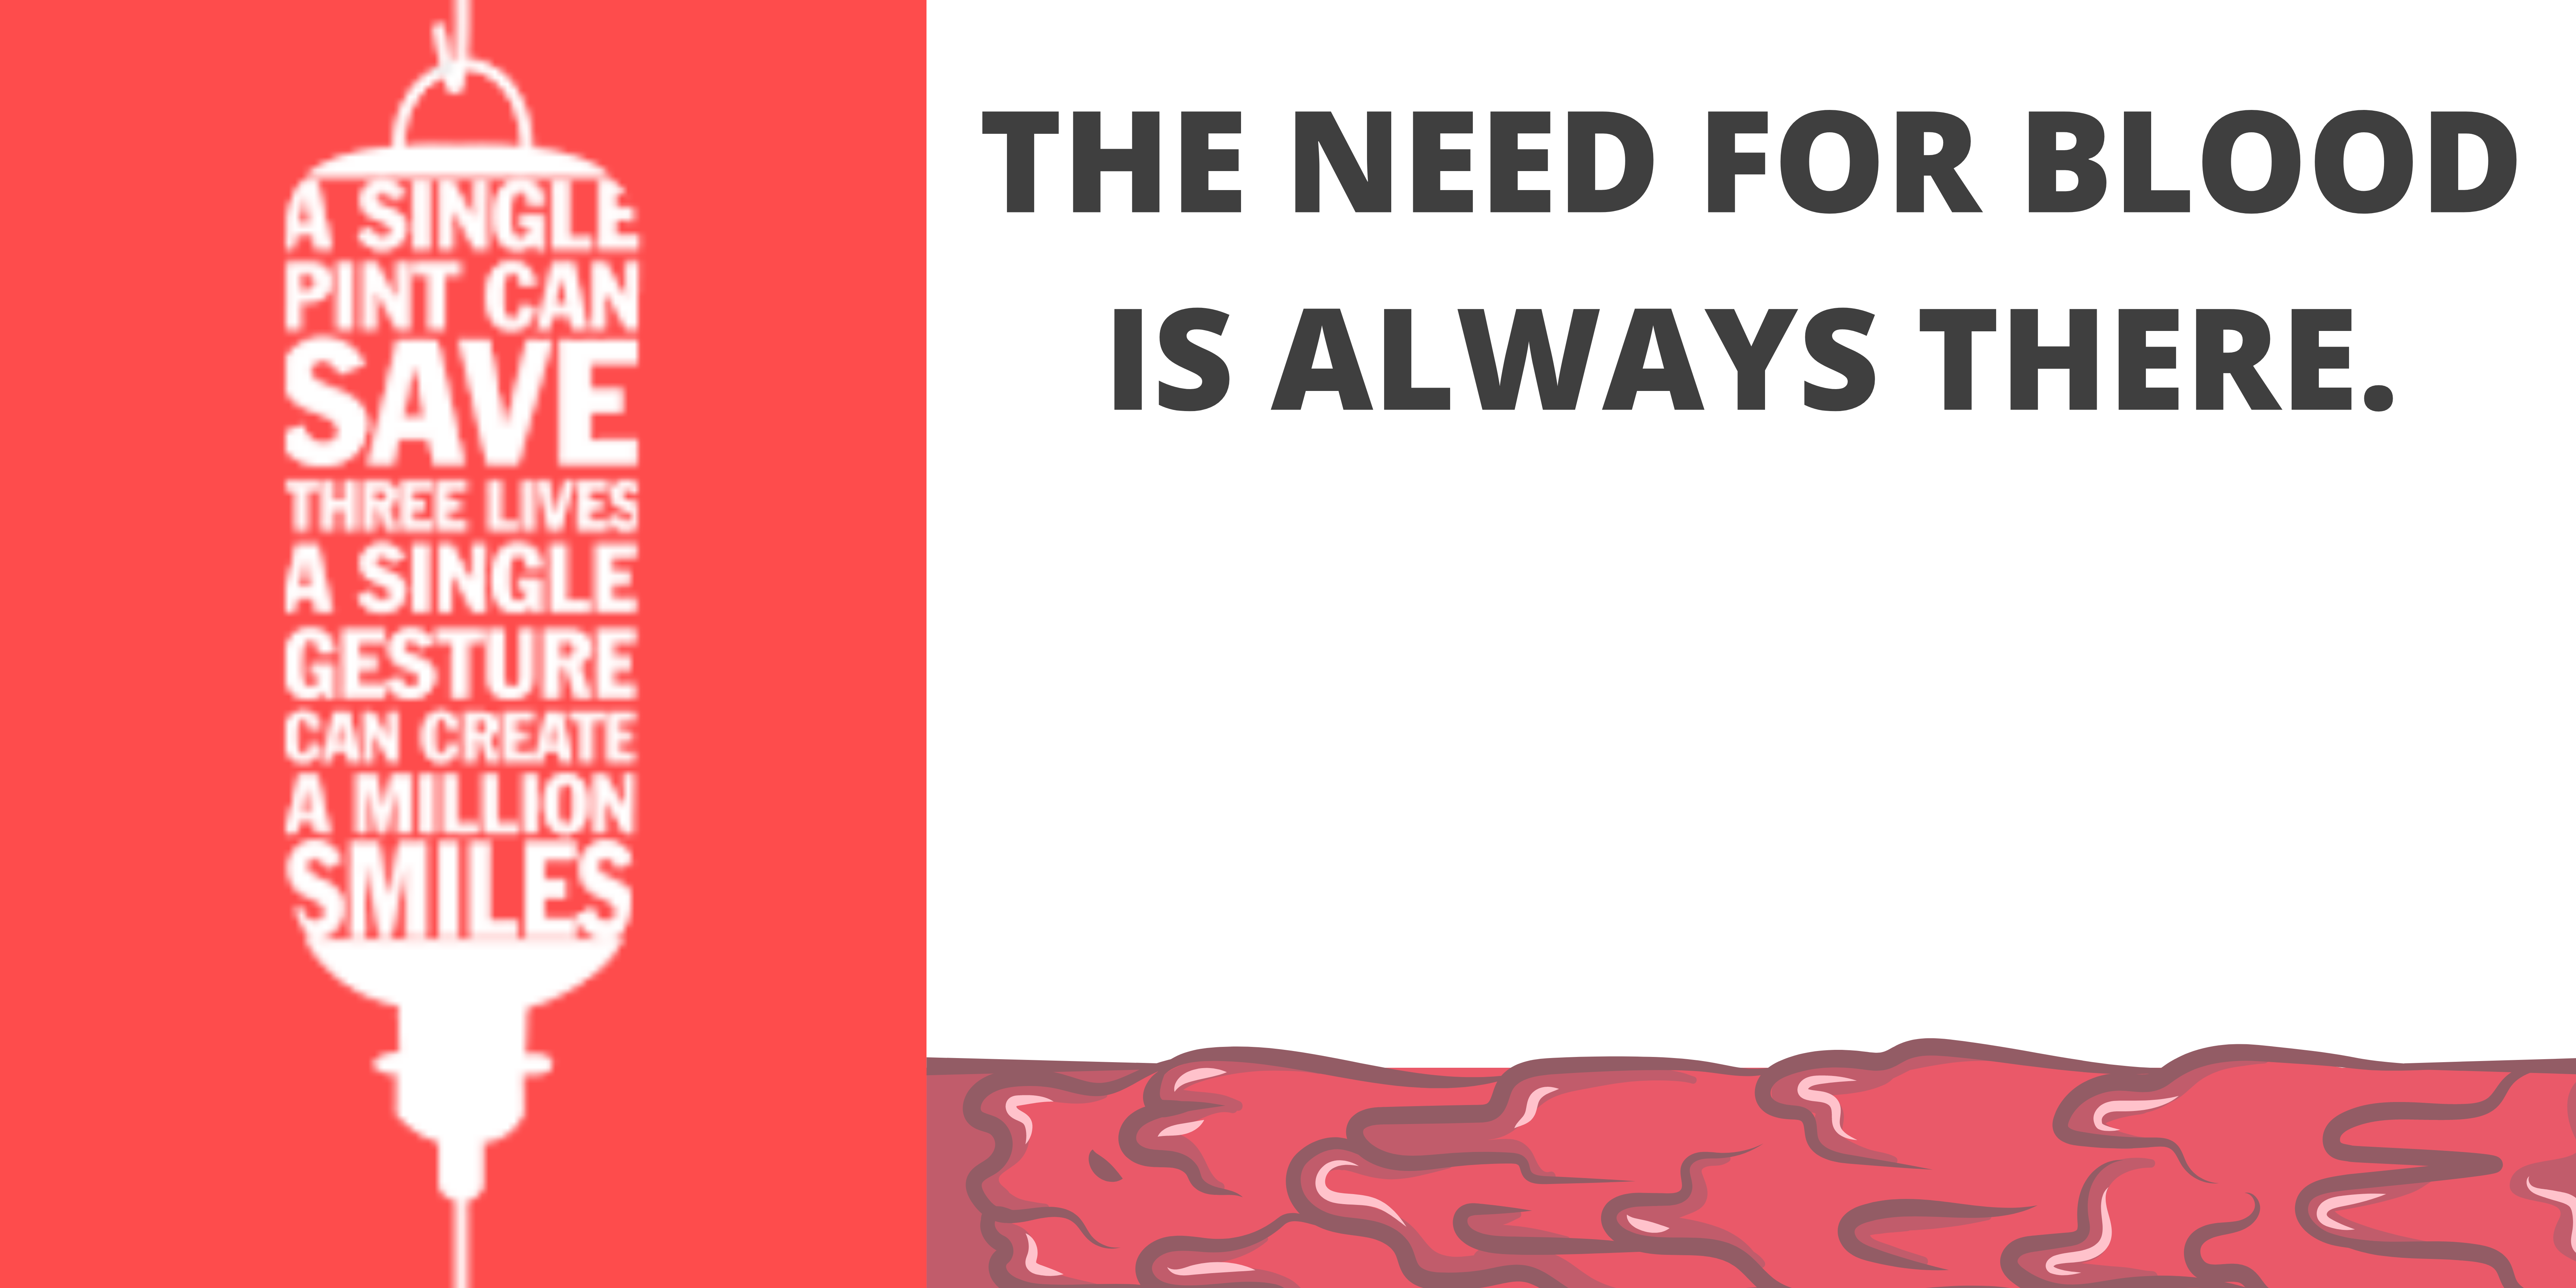 A SINGLE
PINT CAN
SAVE
THREE LIVES
A SINGLE
GESTURE
CAN CREATE
A MILLION
SMILES
THE NEED FOR BLOOD
IS ALWAYS THERE.